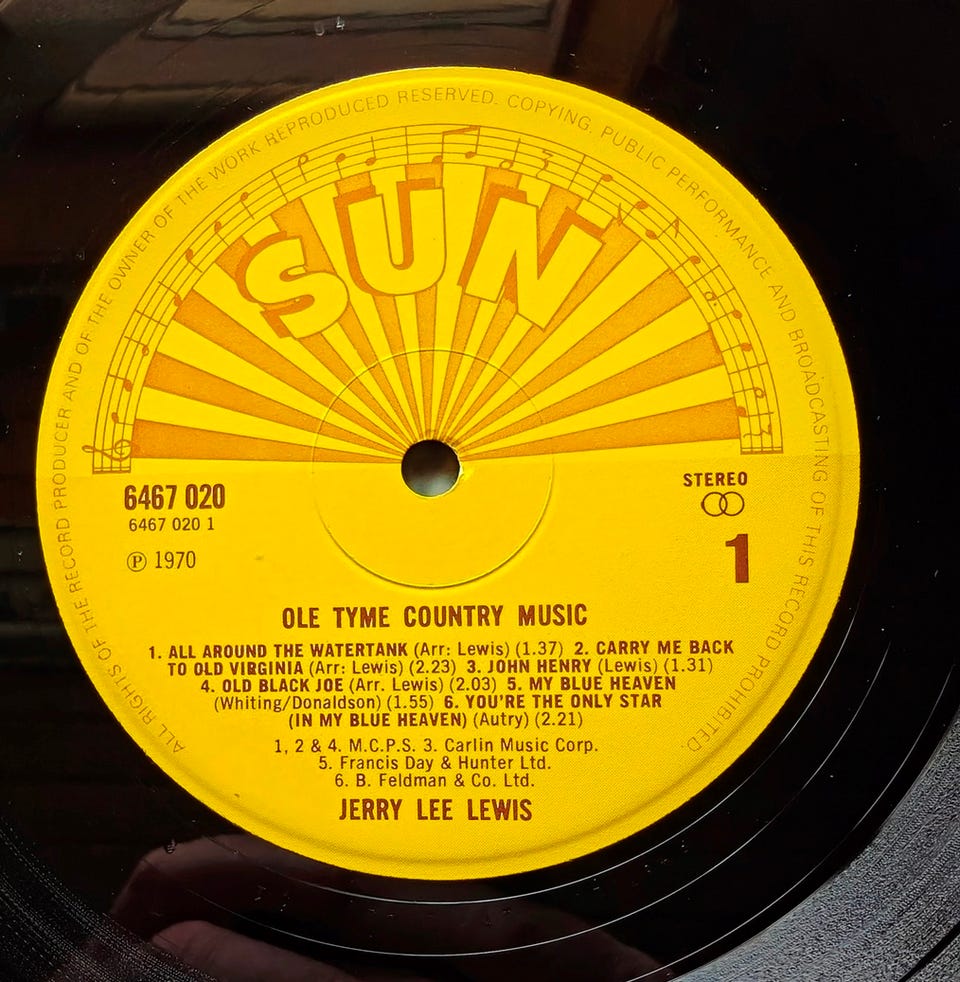 ALL RIGHTS OF THE RECORD PRODUCER AND OF THE OWNER OF THE WORK REPRODUCED RESERVED. COPYING, PUBLIC PERFORMANCE AND BROADCASTING OF THIS RECORD PROHIBITED.
SUN
6467 020
6467 020 1
Ⓟ 1970
STEREO
1
OLE TYME COUNTRY MUSIC
1. ALL AROUND THE WATERTANK (Arr: Lewis) (1.37) 2. CARRY ME BACK
TO OLD VIRGINIA (Arr: Lewis) (2.23) 3. JOHN HENRY (Lewis) (1.31)
4. OLD BLACK JOE (Arr. Lewis) (2.03) 5. MY BLUE HEAVEN
(Whiting/Donaldson) (1.55) 6. YOU'RE THE ONLY STAR
(IN MY BLUE HEAVEN) (Autry) (2.21)
1, 2 & 4. M.C.P.S. 3. Carlin Music Corp.
5. Francis Day & Hunter Ltd.
6. B. Feldman & Co. Ltd.
JERRY LEE LEWIS